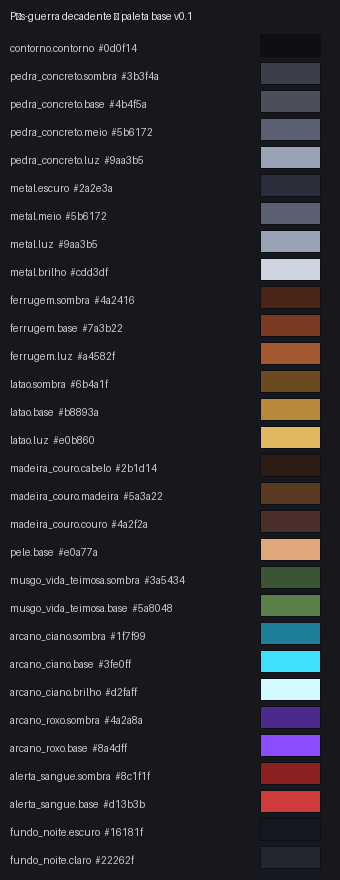 P□s-guerra decadente □ paleta base v0.1
contorno.contorno #0d0f14
pedra_concreto.sombra #3b3f4a
pedra_concreto.base #4b4f5a
pedra_concreto.meio #5b6172
pedra_concreto.luz #9aa3b5
metal.escuro #2a2e3a
metal.meio #5b6172
metal.luz #9aa3b5
metal.brilho #cdd3df
ferrugem.sombra #4a2416
ferrugem.base #7a3b22
ferrugem.luz #a4582f
latao.sombra #6b4a1f
latao.base #b8893a
latao.luz #e0b860
madeira_couro.cabelo #2b1d14
madeira_couro.madeira #5a3a22
madeira_couro.couro #4a2f2a
pele.base #e0a77a
musgo_vida_teimosa.sombra #3a5434
musgo_vida_teimosa.base #5a8048
arcano_ciano.sombra #1f7f99
arcano_ciano.base #3fe0ff
arcano_ciano.brilho #d2faff
arcano_roxo.sombra #4a2a8a
arcano_roxo.base #8a4dff
alerta_sangue.sombra #8c1f1f
alerta_sangue.base #d13b3b
fundo_noite.escuro #16181f
fundo_noite.claro #22262f